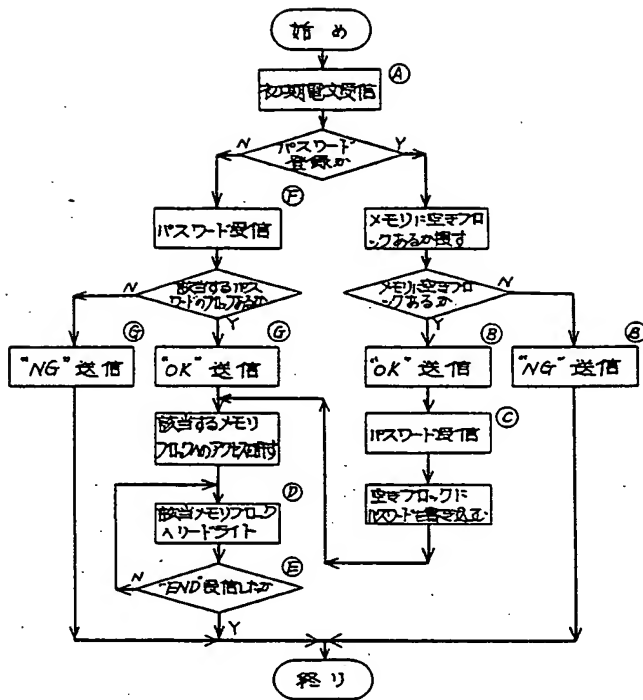 始め
Ⓐ
初期電文受信
N
パスワード
登録か
Y
Ⓕ
パスワード受信
メモリに空きブロ
ックあるか捜す
N
該当するパス
ワードのブロックあるか
Y
メモリに空きブロ
ックあるか
N
Y
Ⓖ
"NG"送信
Ⓖ
"OK"送信
Ⓑ
"OK"送信
Ⓑ
"NG"送信
該当するメモリ
ブロックへのアクセスを許す
Ⓒ
パスワード受信
Ⓓ
該当メモリブロック
へリードライト
空きブロックに
パスワードを書き込む
Ⓔ
N
"END"受信したか
Y
終り